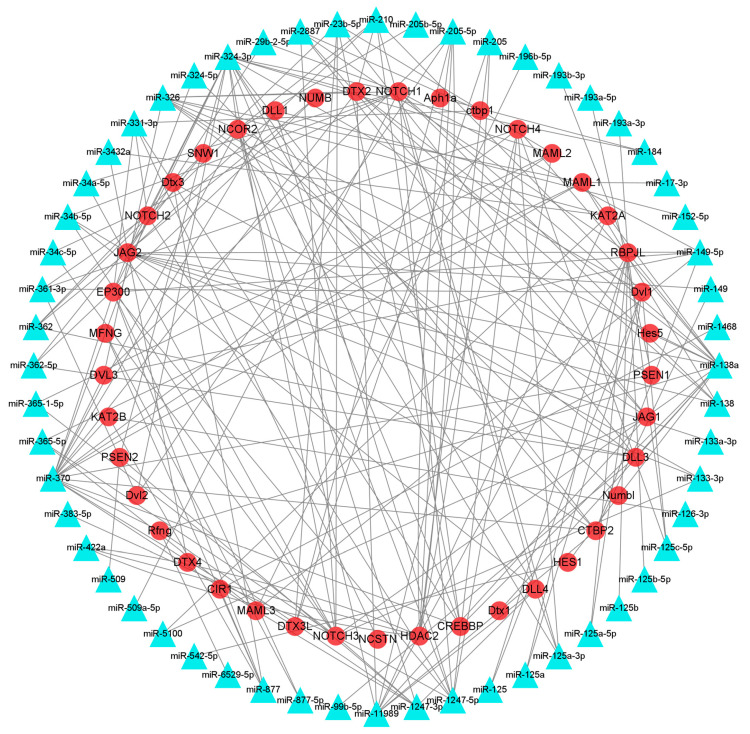 miR-210
miR-23b-5p
miR-205b-5p
miR-2887
miR-205-5p
miR-29b-2-5p
miR-205
miR-324-3p
miR-196b-5p
miR-324-5p
miR-193b-3p
miR-326
miR-193a-5p
miR-331-3p
miR-193a-3p
miR-3432a
miR-184
miR-34a-5p
miR-17-3p
miR-34b-5p
miR-152-5p
miR-34c-5p
miR-149-5p
miR-361-3p
miR-149
miR-362
miR-1468
miR-362-5p
miR-138a
miR-365-1-5p
miR-138
miR-365-5p
miR-133a-3p
miR-370
miR-133-3p
miR-383-5p
miR-126-3p
miR-422a
miR-125c-5p
miR-509
miR-125b-5p
miR-509a-5p
miR-125b
miR-5100
miR-125a-5p
miR-542-5p
miR-125a-3p
miR-6529-5p
miR-125a
miR-877
miR-125
miR-877-5p
miR-1247-5p
miR-99b-5p
miR-1247-3p
miR-11989
DTX2
NOTCH1
NUMB
Aph1a
DLL1
ctbp1
NCOR2
NOTCH4
SNW1
MAML2
Dtx3
MAML1
NOTCH2
KAT2A
JAG2
RBPJL
EP300
Dvl1
MFNG
Hes5
DVL3
PSEN1
KAT2B
JAG1
PSEN2
DLL3
Dvl2
Numbl
Rfng
CTBP2
DTX4
HES1
CIR1
DLL4
MAML3
Dtx1
DTX3L
CREBBP
NOTCH3
HDAC2
NCSTN